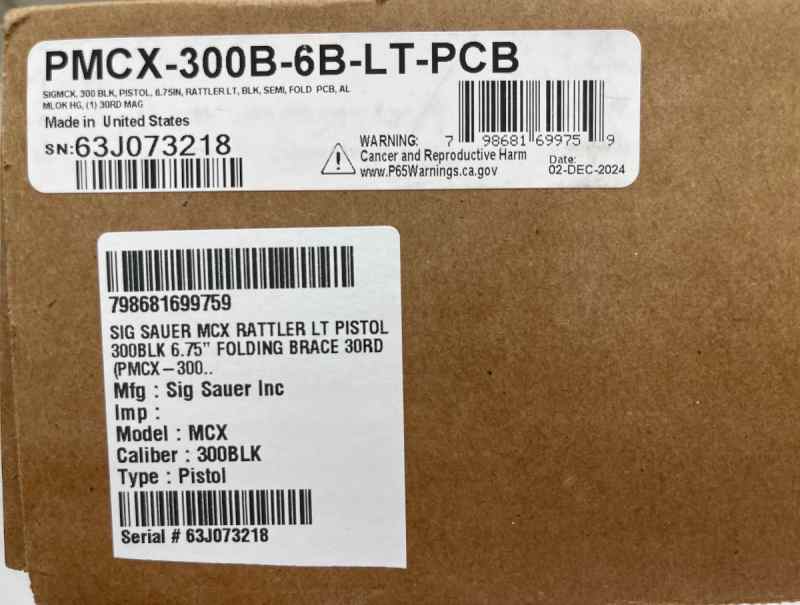 PMCX-300B-6B-LT-PCB
SIGMCX, 300 BLK, PISTOL, 6.75IN, RATTLER LT, BLK, SEMI, FOLD PCB, AL
MLOK HG, (1) 30RD MAG
Made in United States
SN:63J073218
WARNING:
Cancer and Reproductive Harm
www.P65Warnings.ca.gov
7 98681 69975 9
Date:
02-DEC-2024
798681699759
SIG SAUER MCX RATTLER LT PISTOL
300BLK 6.75" FOLDING BRACE 30RD
(PMCX-300..
Mfg : Sig Sauer Inc
Imp :
Model : MCX
Caliber : 300BLK
Type : Pistol
Serial # 63J073218